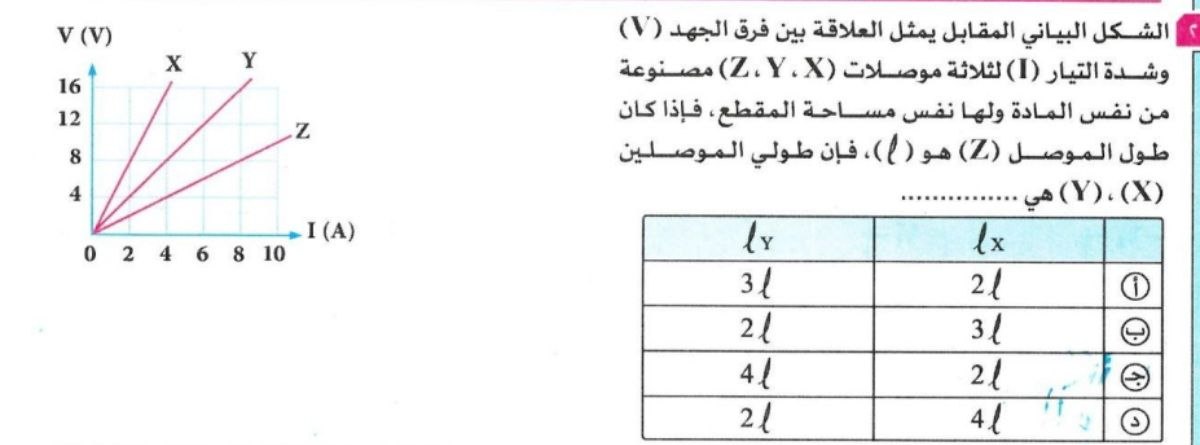 ٢ الشكل البياني المقابل يمثل العلاقة بين فرق الجهد (V)
وشدة التيار (I) لثلاثة موصلات (Z، Y، X) مصنوعة
من نفس المادة ولها نفس مساحة المقطع، فإذا كان
طول الموصل (Z) هو (ℓ)، فإن طولي الموصلين
(X)، (Y) هي ...............
V (V)
X Y
16
12
Z
8
4
I (A)
0 2 4 6 8 10
ℓX ℓY
أ 2ℓ 3ℓ
ب 3ℓ 2ℓ
جـ 2ℓ 4ℓ
د 4ℓ 2ℓ